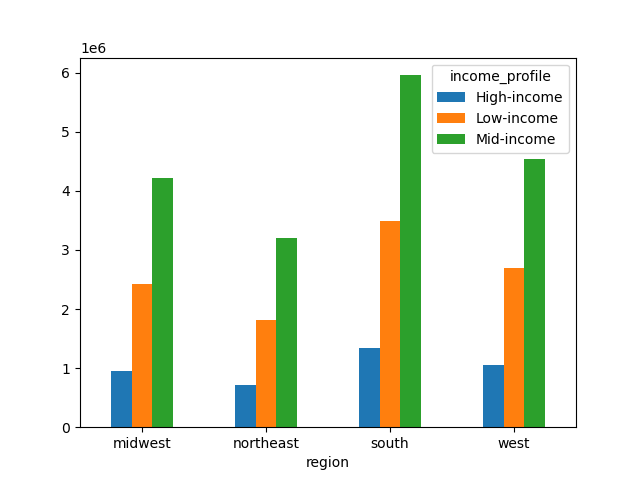 1e6
6
5
4
3
2
1
0
income_profile
High-income
Low-income
Mid-income
midwest northeast south west
region